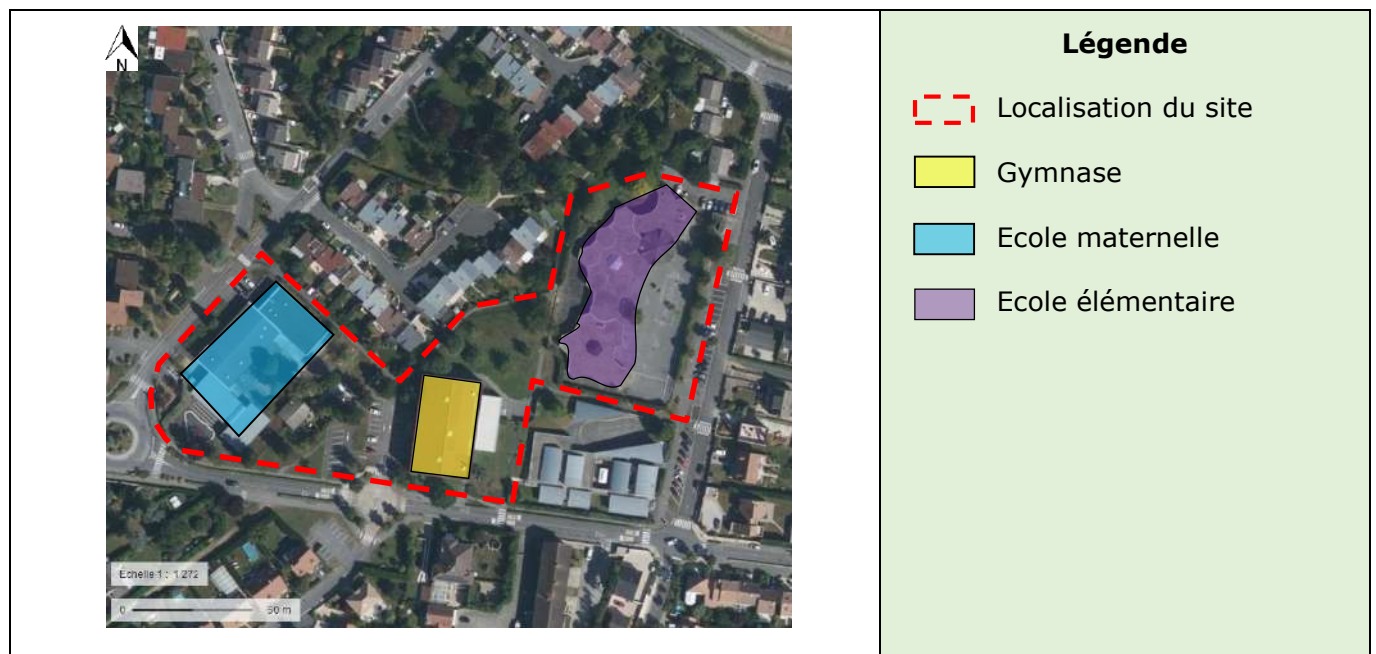 N
Echelle 1 : 1 272
0 50 m
Légende
Localisation du site
Gymnase
Ecole maternelle
Ecole élémentaire